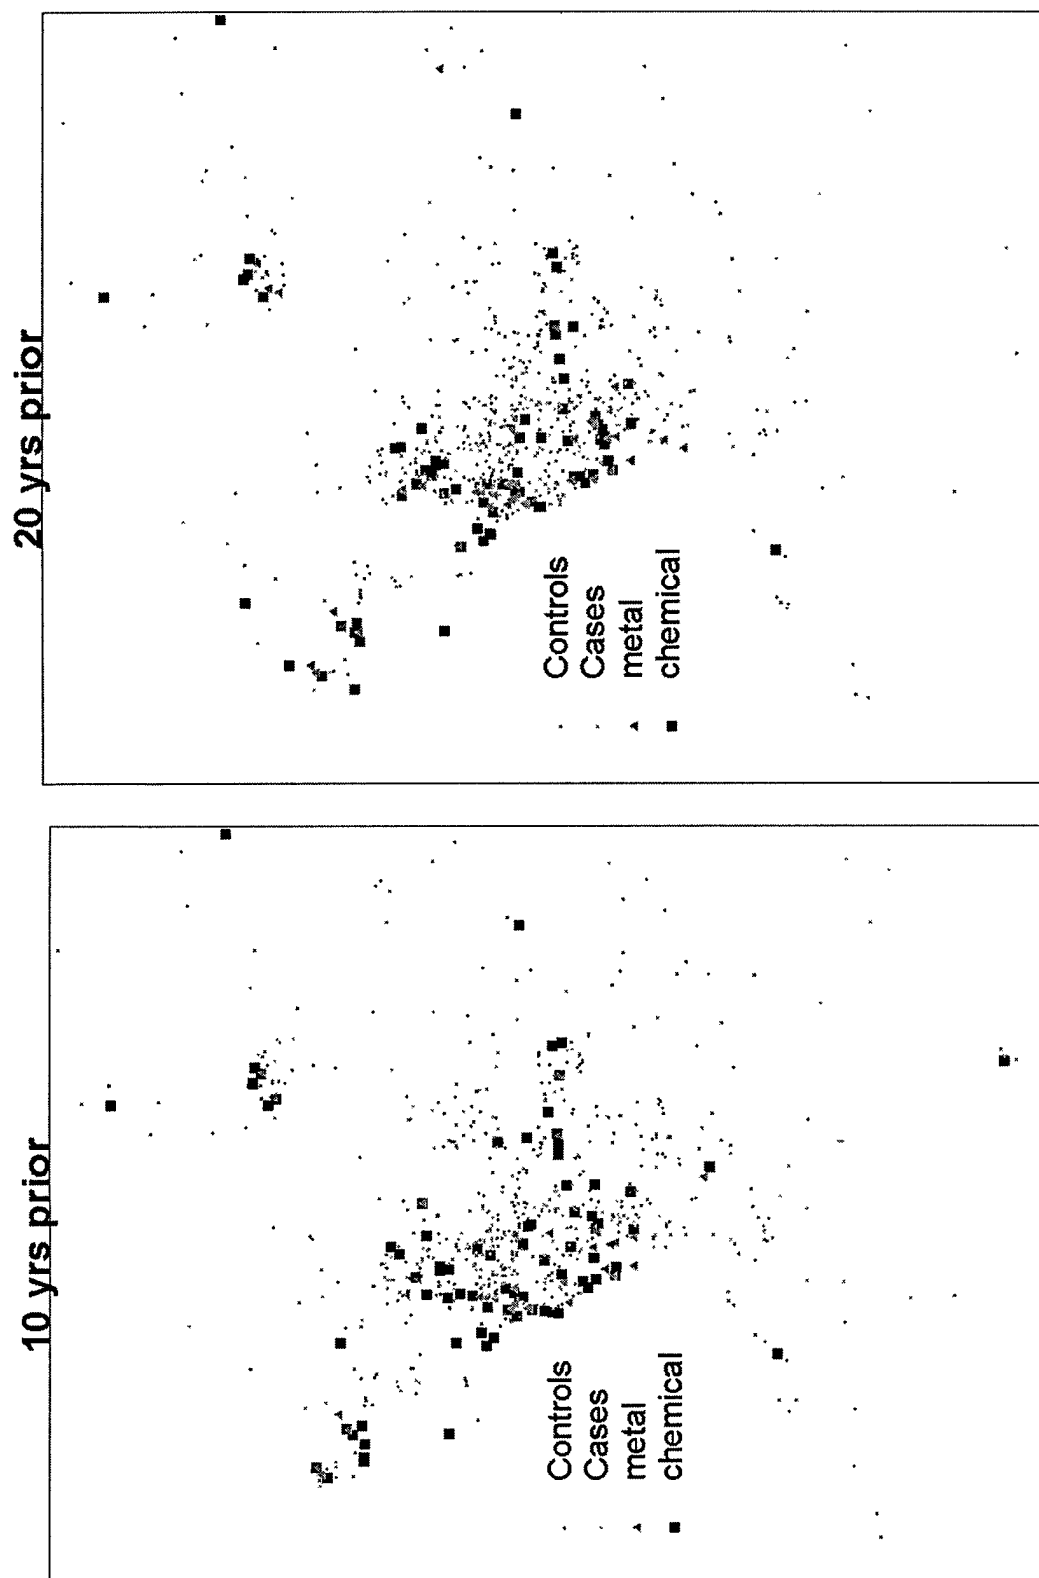 10 yrs prior
Controls
Cases
metal
chemical
20 yrs prior
Controls
Cases
metal
chemical